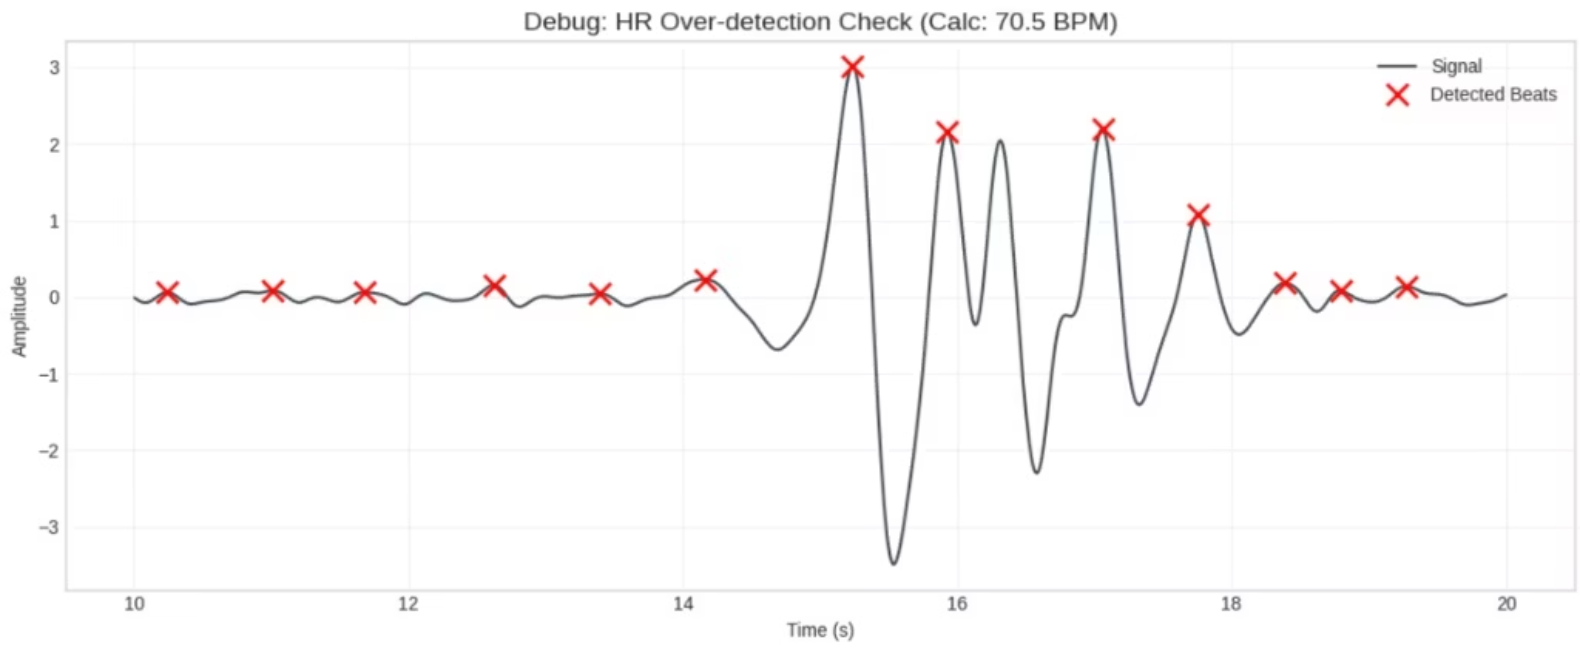 Debug: HR Over-detection Check (Calc: 70.5 BPM)
Signal
Detected Beats
3
2
1
0
−1
−2
−3
Amplitude
10 12 14 16 18 20
Time (s)